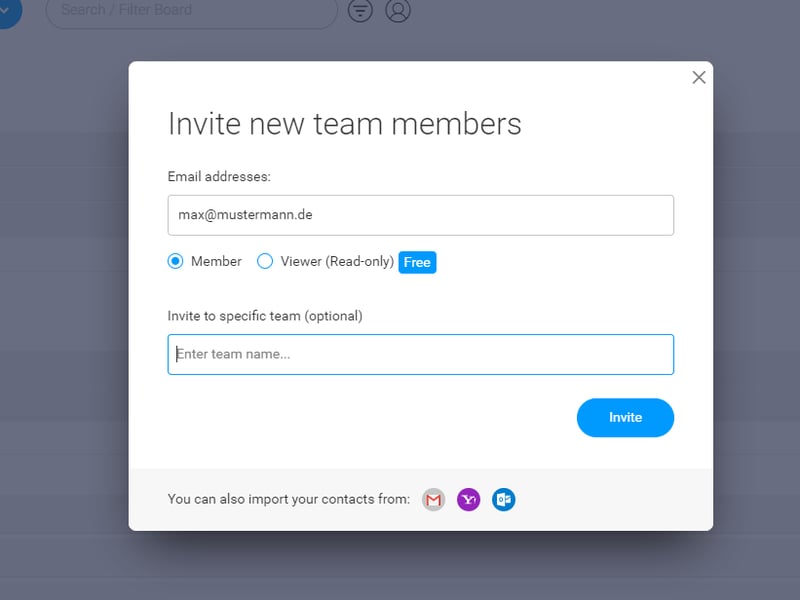 Search / Filter Board
Invite new team members
Email addresses:
max@mustermann.de
Member Viewer (Read-only) Free
Invite to specific team (optional)
Enter team name...
Invite
You can also import your contacts from: